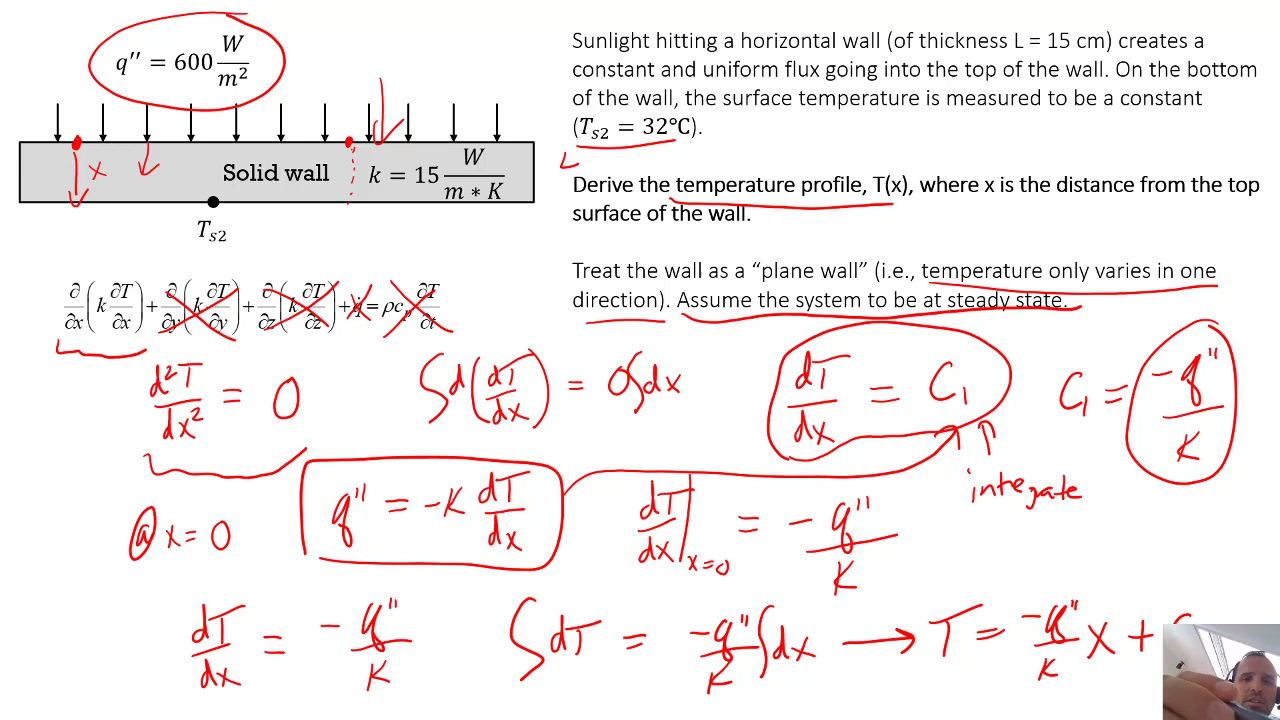 q'' = 600 W/m²
Sunlight hitting a horizontal wall (of thickness L = 15 cm) creates a
constant and uniform flux going into the top of the wall. On the bottom
of the wall, the surface temperature is measured to be a constant
(T_s2 = 32°C).
x
Solid wall k = 15 W/(m * K)
T_s2
Derive the temperature profile, T(x), where x is the distance from the top
surface of the wall.
Treat the wall as a “plane wall” (i.e., temperature only varies in one
direction). Assume the system to be at steady state.
∂/∂x (k ∂T/∂x) + ∂/∂y (k ∂T/∂y) + ∂/∂z (k ∂T/∂z) + q̇ = ρc_p ∂T/∂t
d²T/dx² = 0
∫d(dT/dx) = 0∫dx
dT/dx = C₁
C₁ = -q''/K
integrate
@ x = 0
q'' = -K dT/dx
dT/dx|x=0 = -q''/K
dT/dx = -q''/K
∫dT = -q''/K ∫dx → T = -q''/K x +